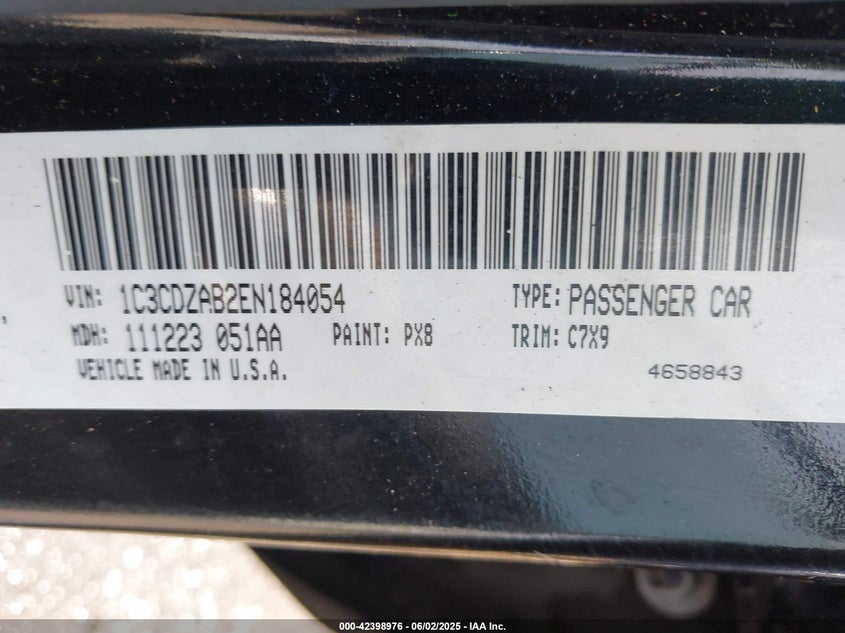 VIN: 1C3CDZAB2EN184054 TYPE: PASSENGER CAR
MDH: 111223 051AA PAINT: PX8 TRIM: C7X9
VEHICLE MADE IN U.S.A. 4658843
000-42398976 | 06/02/2025 - IAA Inc.